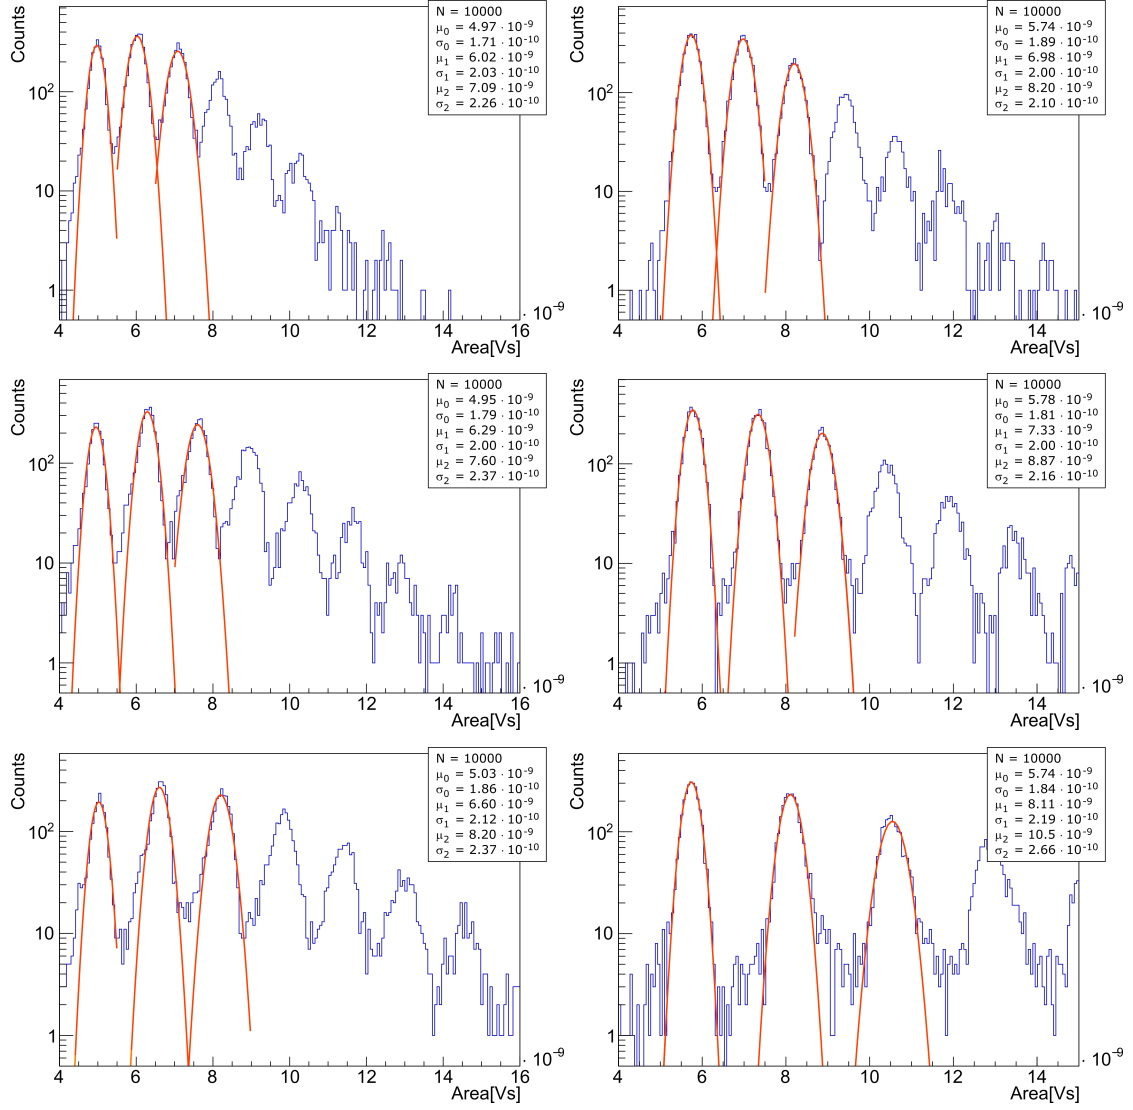 Counts
10²
10
1
N = 10000
μ₀ = 4.97 · 10⁻⁹
σ₀ = 1.71 · 10⁻¹⁰
μ₁ = 6.02 · 10⁻⁹
σ₁ = 2.03 · 10⁻¹⁰
μ₂ = 7.09 · 10⁻⁹
σ₂ = 2.26 · 10⁻¹⁰
4 6 8 10 12 14 16
· 10⁻⁹
Area[Vs]
Counts
10²
10
1
N = 10000
μ₀ = 5.74 · 10⁻⁹
σ₀ = 1.89 · 10⁻¹⁰
μ₁ = 6.98 · 10⁻⁹
σ₁ = 2.00 · 10⁻¹⁰
μ₂ = 8.20 · 10⁻⁹
σ₂ = 2.10 · 10⁻¹⁰
4 6 8 10 12 14
· 10⁻⁹
Area[Vs]
Counts
10²
10
1
N = 10000
μ₀ = 4.95 · 10⁻⁹
σ₀ = 1.79 · 10⁻¹⁰
μ₁ = 6.29 · 10⁻⁹
σ₁ = 2.00 · 10⁻¹⁰
μ₂ = 7.60 · 10⁻⁹
σ₂ = 2.37 · 10⁻¹⁰
4 6 8 10 12 14 16
· 10⁻⁹
Area[Vs]
Counts
10²
10
1
N = 10000
μ₀ = 5.78 · 10⁻⁹
σ₀ = 1.81 · 10⁻¹⁰
μ₁ = 7.33 · 10⁻⁹
σ₁ = 2.00 · 10⁻¹⁰
μ₂ = 8.87 · 10⁻⁹
σ₂ = 2.16 · 10⁻¹⁰
4 6 8 10 12 14
· 10⁻⁹
Area[Vs]
Counts
10²
10
1
N = 10000
μ₀ = 5.03 · 10⁻⁹
σ₀ = 1.86 · 10⁻¹⁰
μ₁ = 6.60 · 10⁻⁹
σ₁ = 2.12 · 10⁻¹⁰
μ₂ = 8.20 · 10⁻⁹
σ₂ = 2.37 · 10⁻¹⁰
4 6 8 10 12 14 16
· 10⁻⁹
Area[Vs]
Counts
10²
10
1
N = 10000
μ₀ = 5.74 · 10⁻⁹
σ₀ = 1.84 · 10⁻¹⁰
μ₁ = 8.11 · 10⁻⁹
σ₁ = 2.19 · 10⁻¹⁰
μ₂ = 10.5 · 10⁻⁹
σ₂ = 2.66 · 10⁻¹⁰
4 6 8 10 12 14
· 10⁻⁹
Area[Vs]